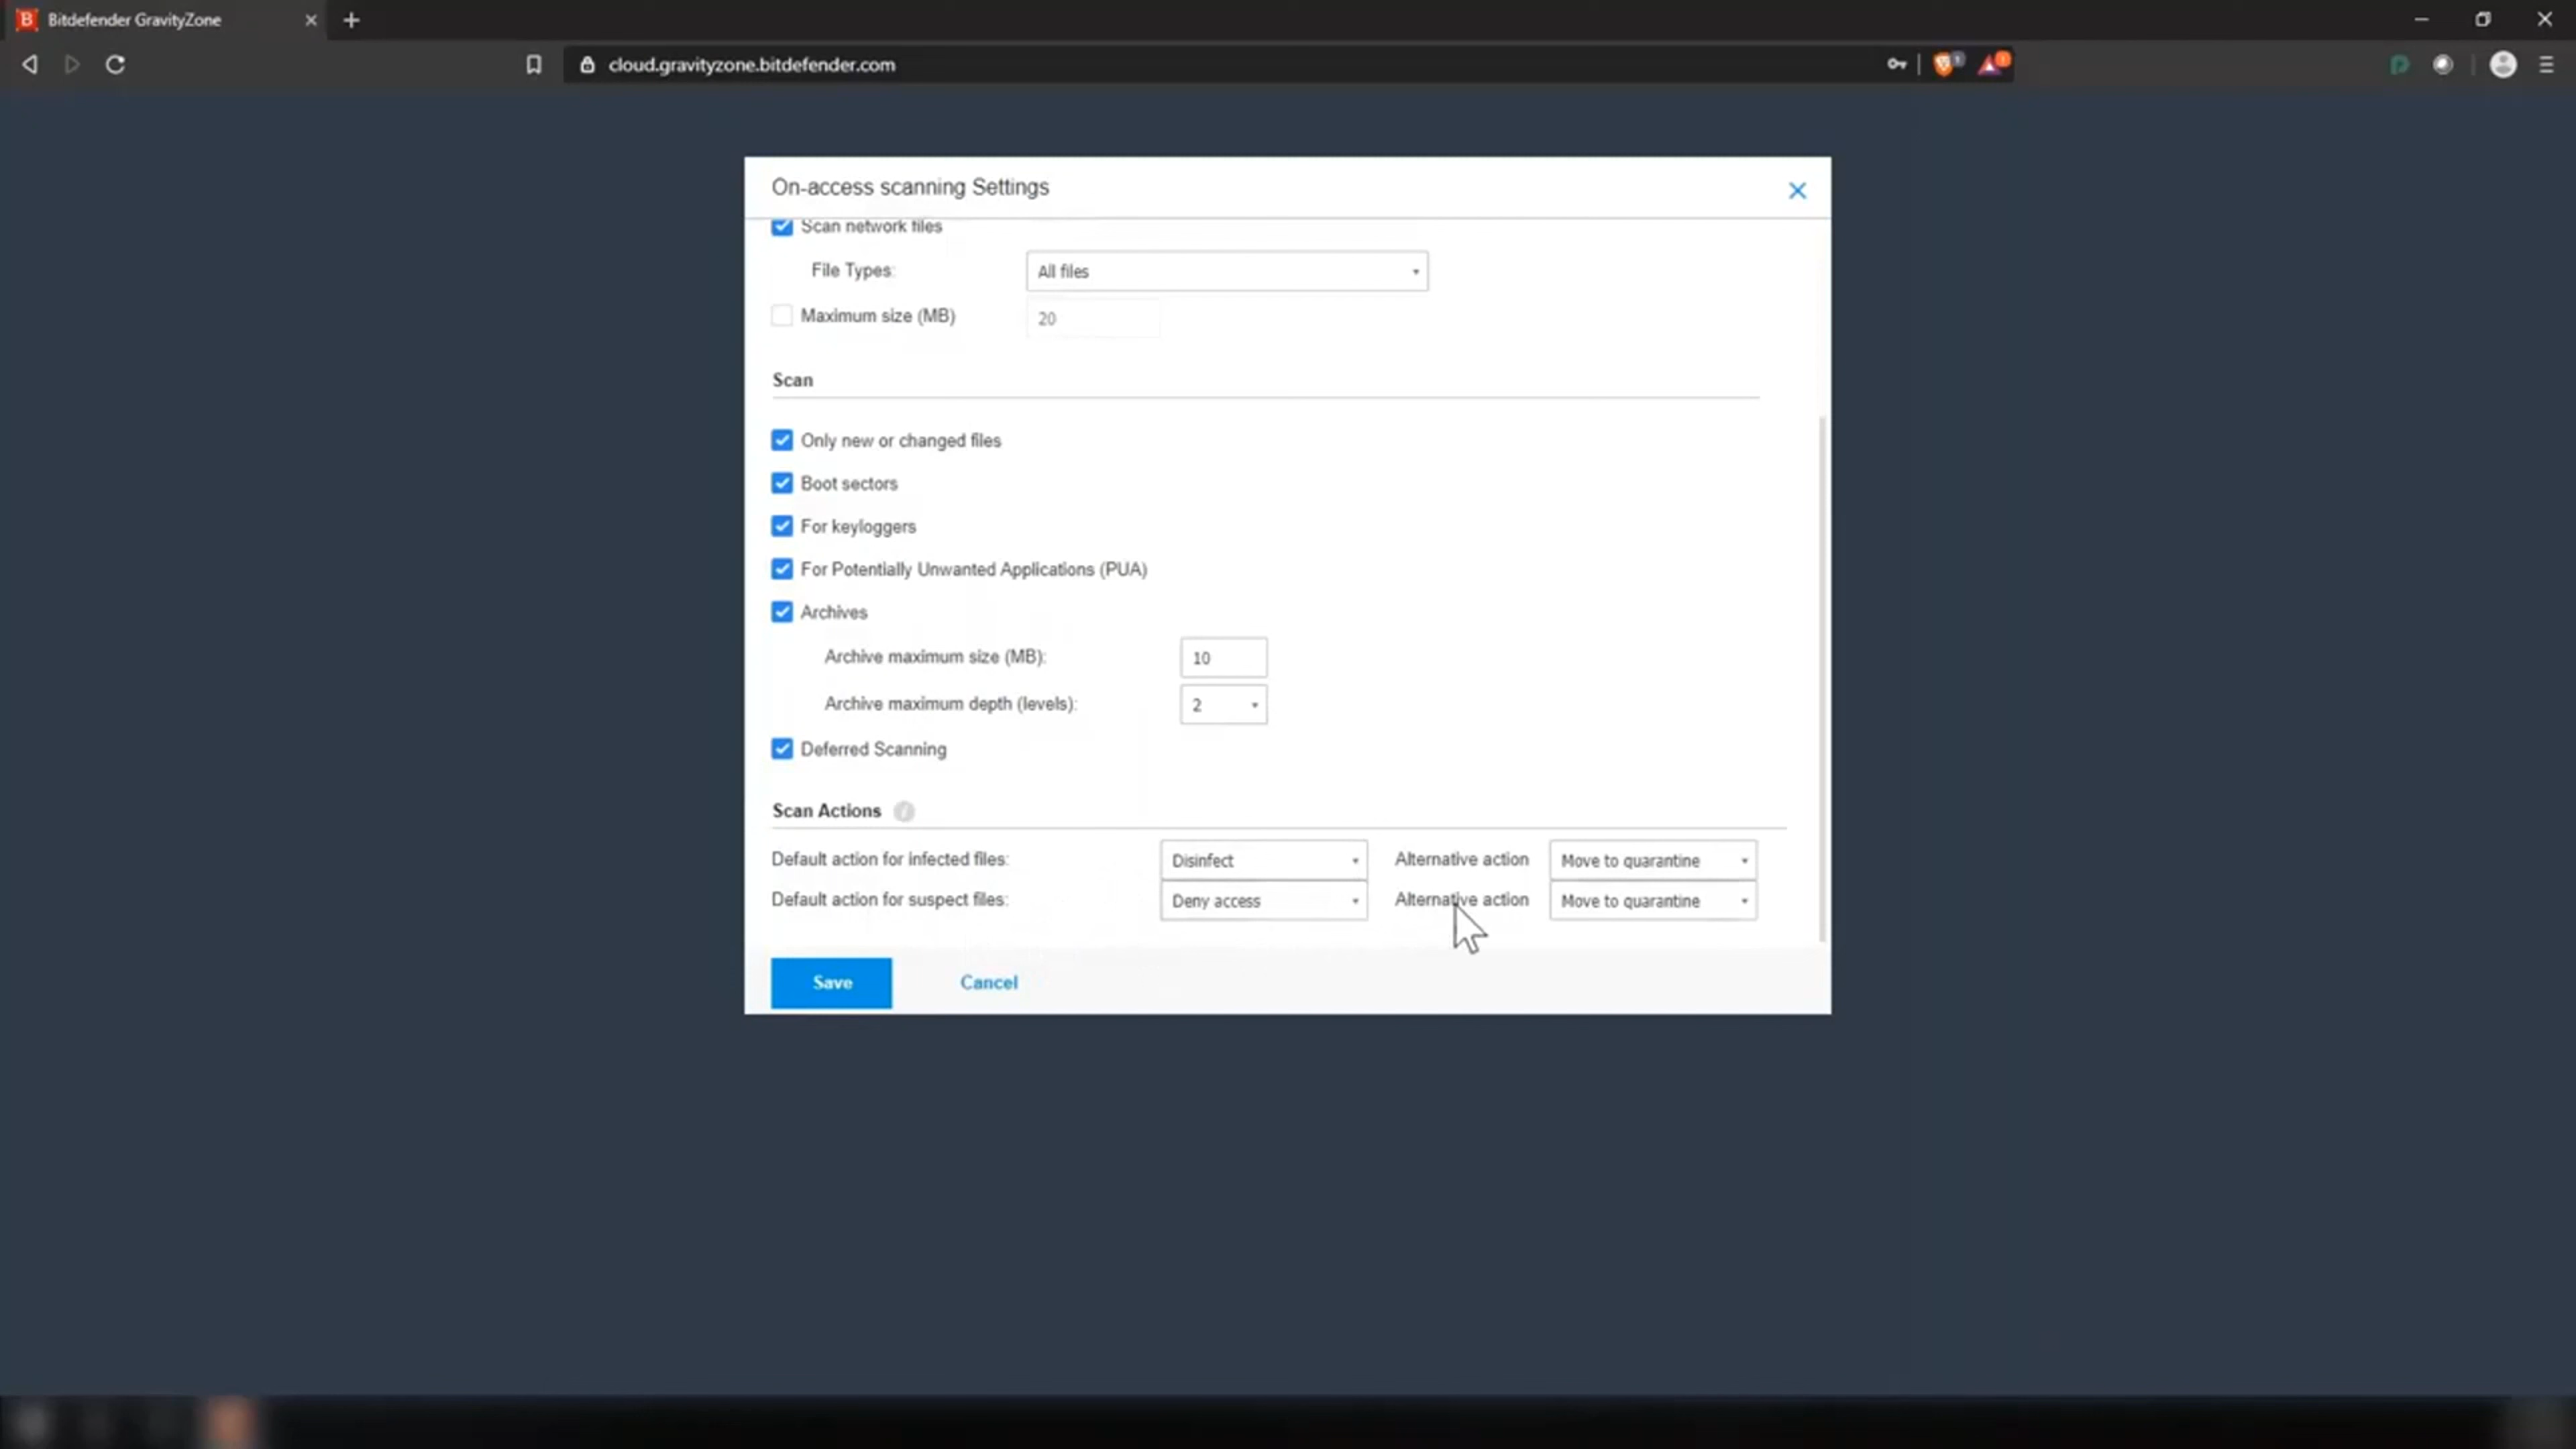 Bitdefender GravityZone
cloud.gravityzone.bitdefender.com
On-access scanning Settings
Scan network files
File Types: All files
Maximum size (MB) 20
Scan
Only new or changed files
Boot sectors
For keyloggers
For Potentially Unwanted Applications (PUA)
Archives
Archive maximum size (MB): 10
Archive maximum depth (levels): 2
Deferred Scanning
Scan Actions
Default action for infected files: Disinfect Alternative action Move to quarantine
Default action for suspect files: Deny access Alternative action Move to quarantine
Save Cancel